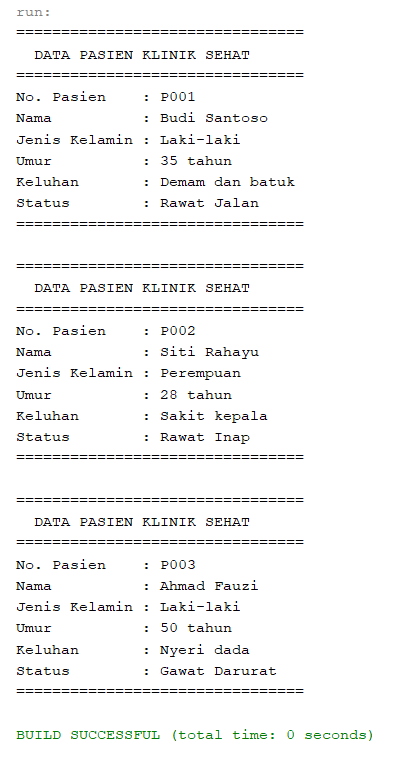 run:
================================
  DATA PASIEN KLINIK SEHAT
================================
No. Pasien    : P001
Nama          : Budi Santoso
Jenis Kelamin : Laki-laki
Umur          : 35 tahun
Keluhan       : Demam dan batuk
Status        : Rawat Jalan
================================

================================
  DATA PASIEN KLINIK SEHAT
================================
No. Pasien    : P002
Nama          : Siti Rahayu
Jenis Kelamin : Perempuan
Umur          : 28 tahun
Keluhan       : Sakit kepala
Status        : Rawat Inap
================================

================================
  DATA PASIEN KLINIK SEHAT
================================
No. Pasien    : P003
Nama          : Ahmad Fauzi
Jenis Kelamin : Laki-laki
Umur          : 50 tahun
Keluhan       : Nyeri dada
Status        : Gawat Darurat
================================

BUILD SUCCESSFUL (total time: 0 seconds)